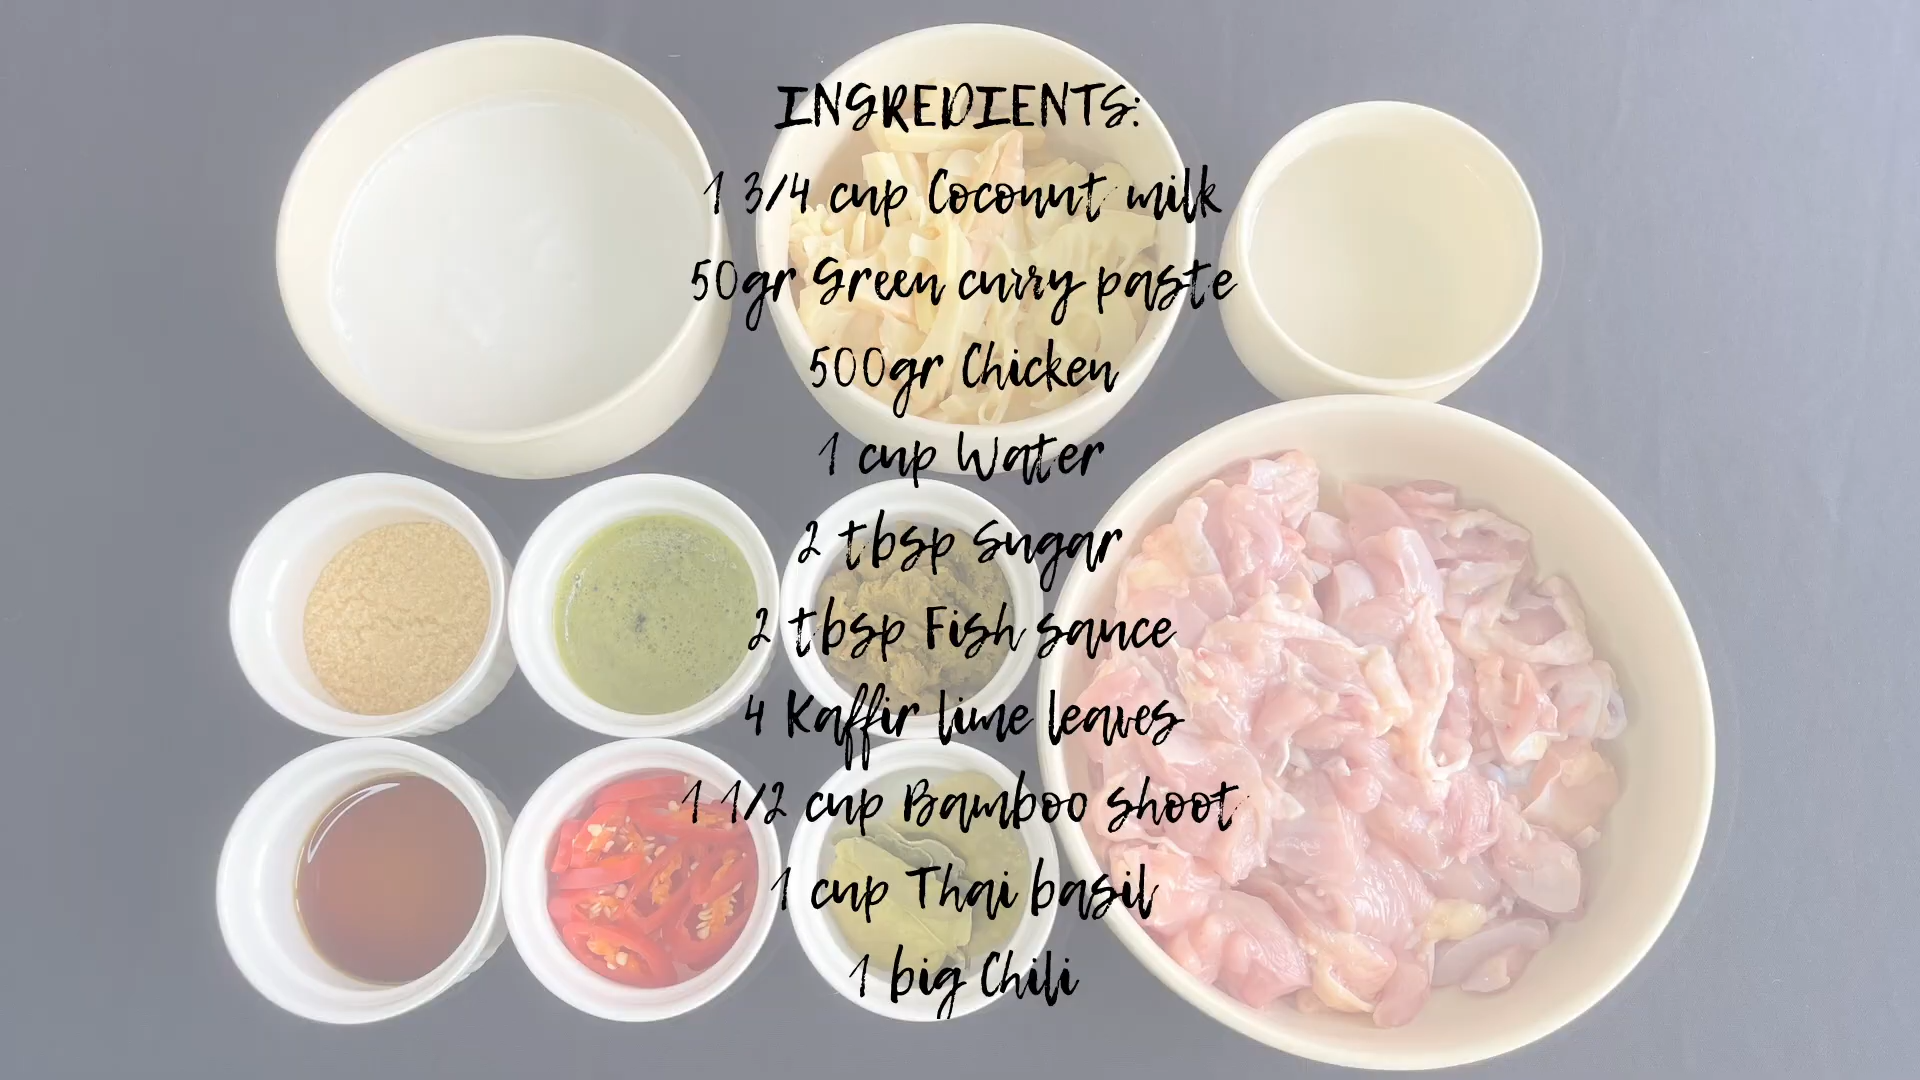 INGREDIENTS:
1 3/4 cup Coconut milk
50gr Green curry paste
500gr Chicken
1 cup Water
2 tbsp Sugar
2 tbsp Fish sauce
4 Kaffir lime leaves
1 1/2 cup Bamboo shoot
1 cup Thai basil
1 big Chili